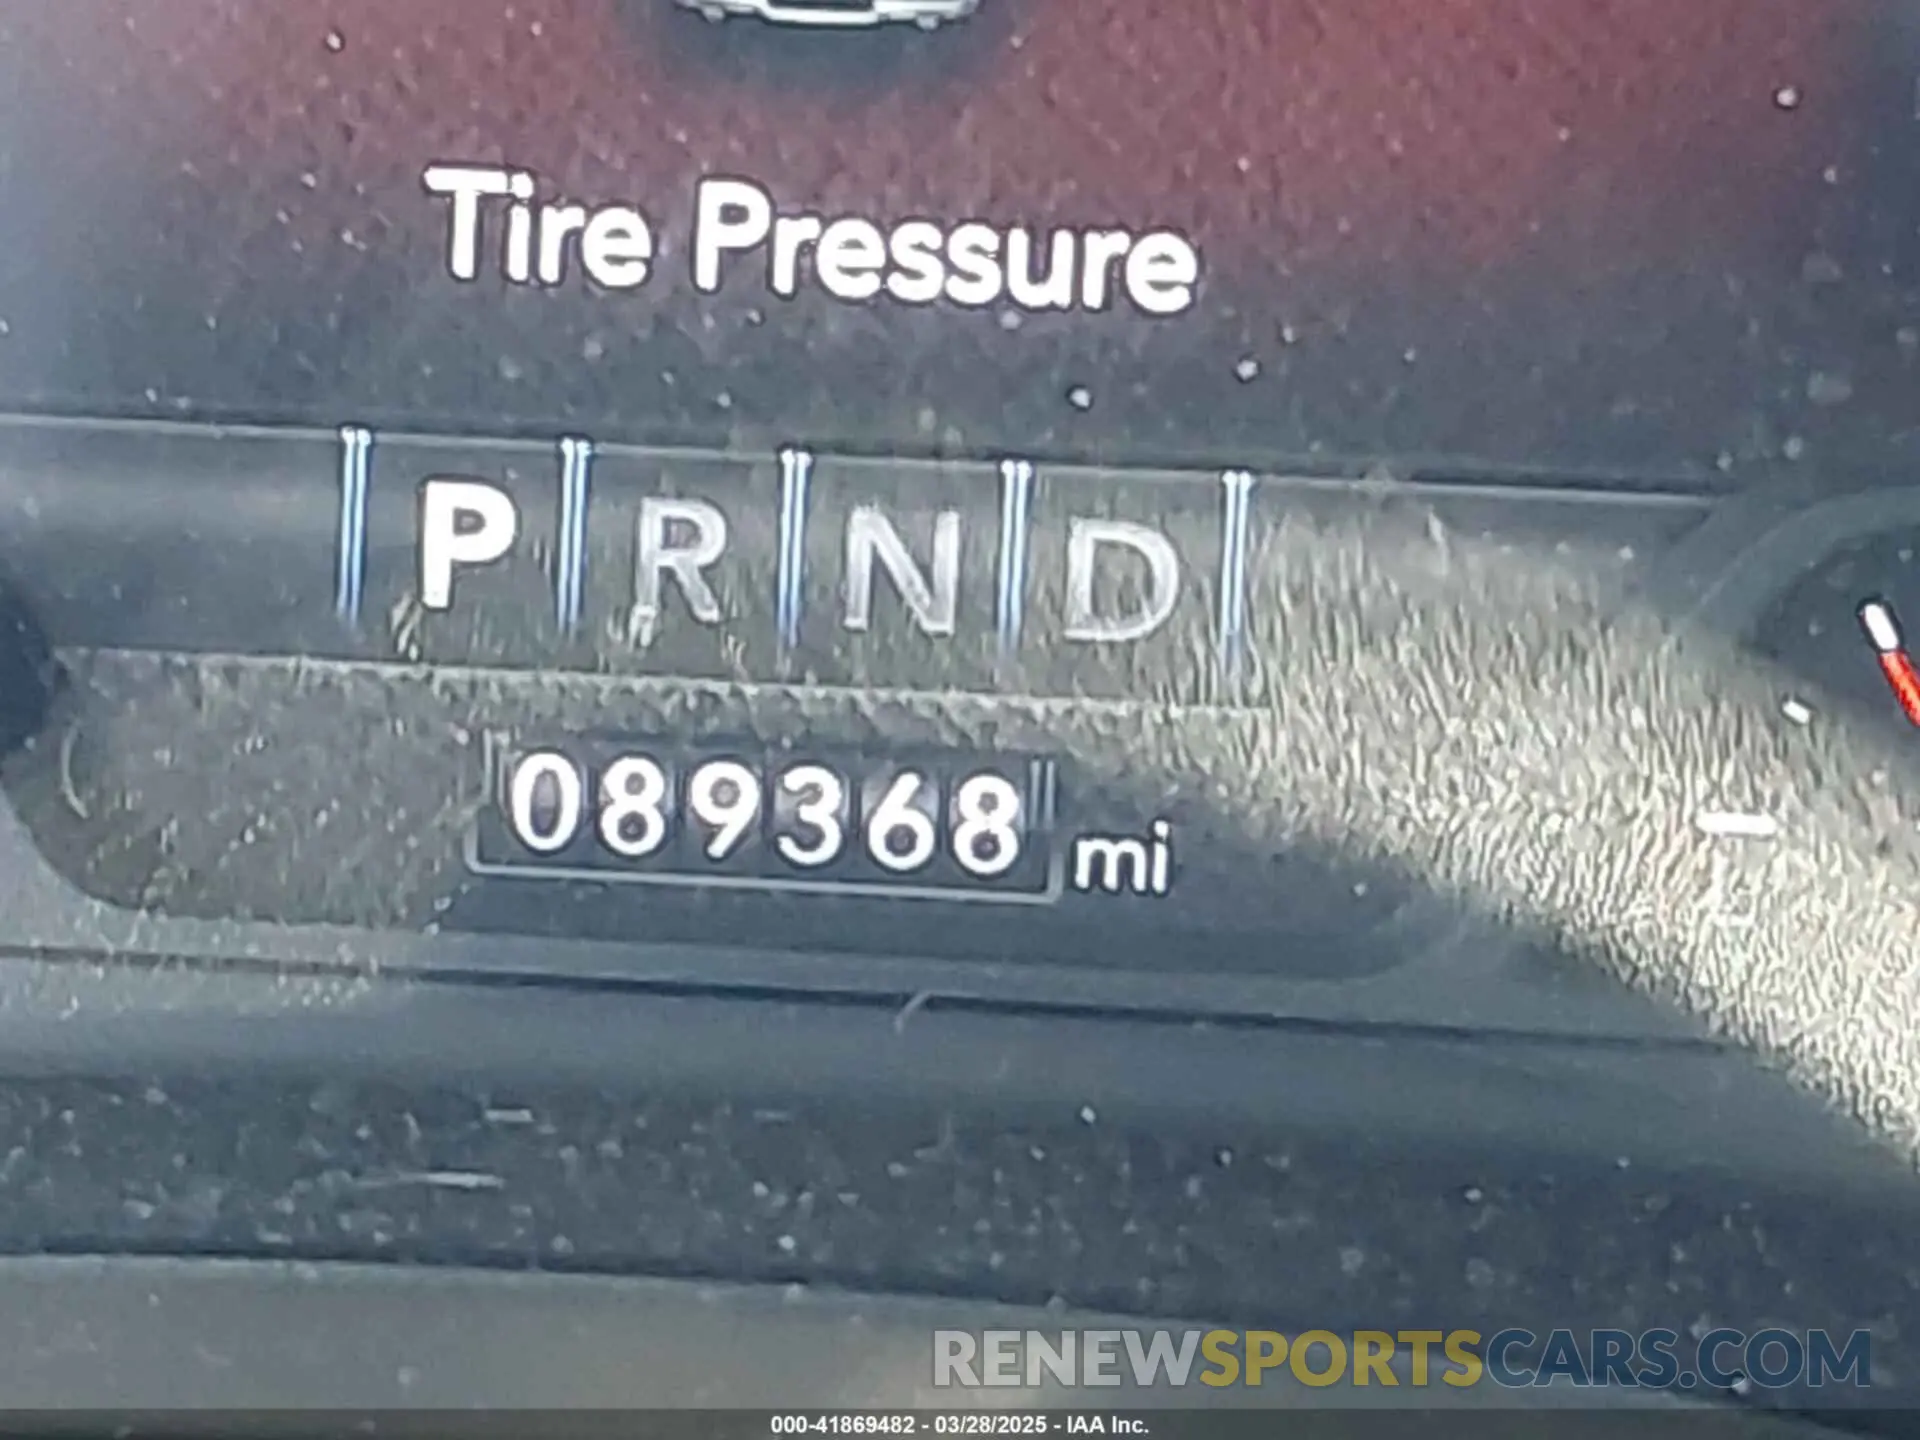 Tire Pressure
P R N D
089368 mi
RENEWSPORTSCARS.COM
000-41869482 - 03/28/2025 - IAA Inc.